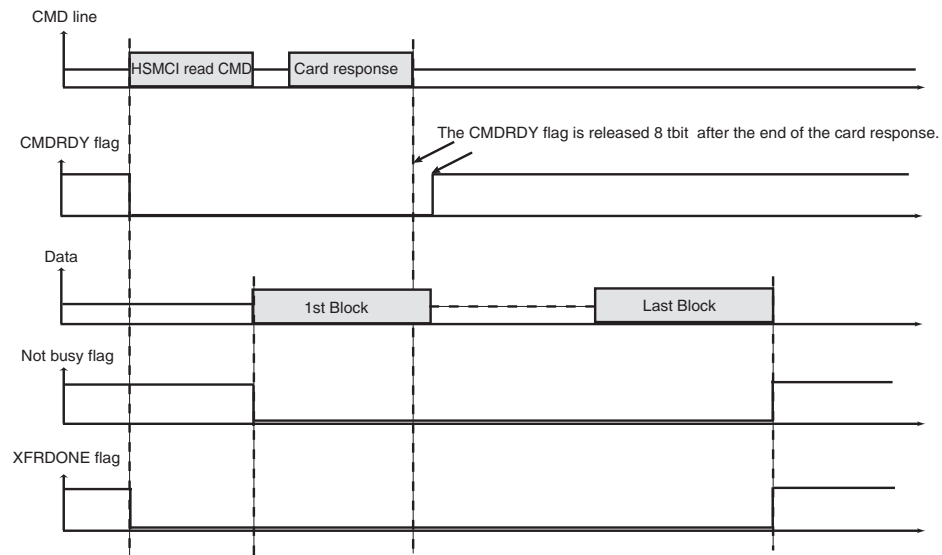 CMD line
HSMCI read CMD
Card response
CMDRDY flag
The CMDRDY flag is released 8 tbit after the end of the card response.
Data
1st Block
Last Block
Not busy flag
XFRDONE flag